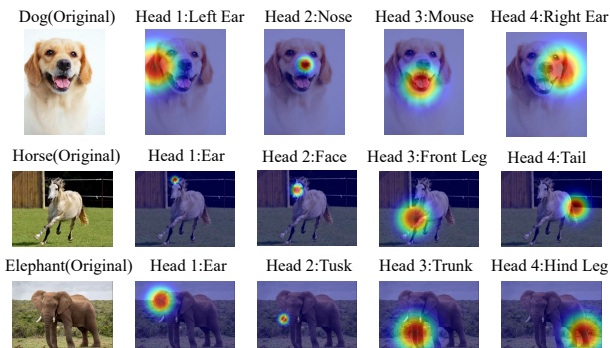 Dog(Original) Head 1:Left Ear Head 2:Nose Head 3:Mouse Head 4:Right Ear
Horse(Original) Head 1:Ear Head 2:Face Head 3:Front Leg Head 4:Tail
Elephant(Original) Head 1:Ear Head 2:Tusk Head 3:Trunk Head 4:Hind Leg